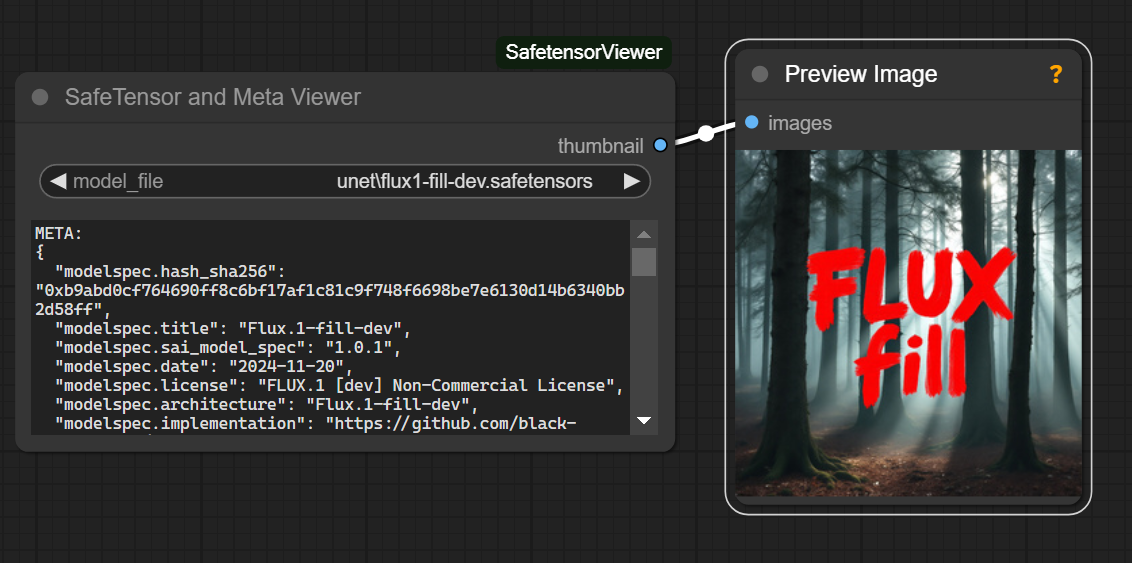 SafetensorViewer
SafeTensor and Meta Viewer
thumbnail
model_file
unet\flux1-fill-dev.safetensors
META:
{
"modelspec.hash_sha256":
"0xb9abd0cf764690ff8c6bf17af1c81c9f748f6698be7e6130d14b6340bb
2d58ff",
"modelspec.title": "Flux.1-fill-dev",
"modelspec.sai_model_spec": "1.0.1",
"modelspec.date": "2024-11-20",
"modelspec.license": "FLUX.1 [dev] Non-Commercial License",
"modelspec.architecture": "Flux.1-fill-dev",
"modelspec.implementation": "https://github.com/black-
Preview Image
?
images
FLUX
fill